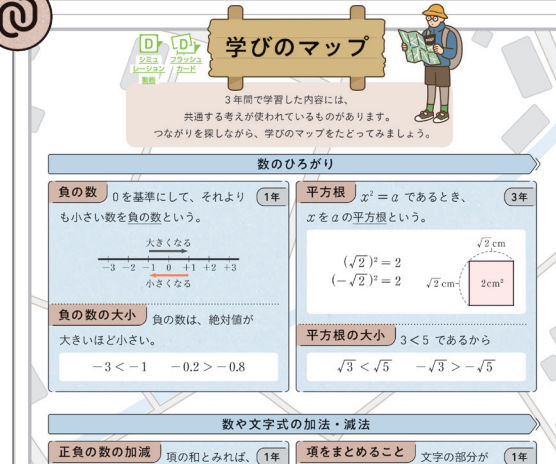 学びのマップ
D
シミュ
レーション
動画
D
フラッシュ
カード
3年間で学習した内容には、
共通する考えが使われているものがあります。
つながりを探しながら、学びのマップをたどってみましょう。
数のひろがり
負の数 0を基準にして、それより 1年
も小さい数を負の数という。
大きくなる
−3 −2 −1 0 +1 +2 +3
小さくなる
負の数の大小 負の数は、絶対値が
大きいほど小さい。
−3<−1 −0.2>−0.8
平方根 x²=a であるとき、 3年
xをaの平方根という。
(√2)²=2
(−√2)²=2
√2 cm
√2 cm
2cm²
平方根の大小 3<5 であるから
√3<√5 −√3>−√5
数や文字式の加法・減法
正負の数の加減 項の和とみれば、 1年
項をまとめること 文字の部分が 1年